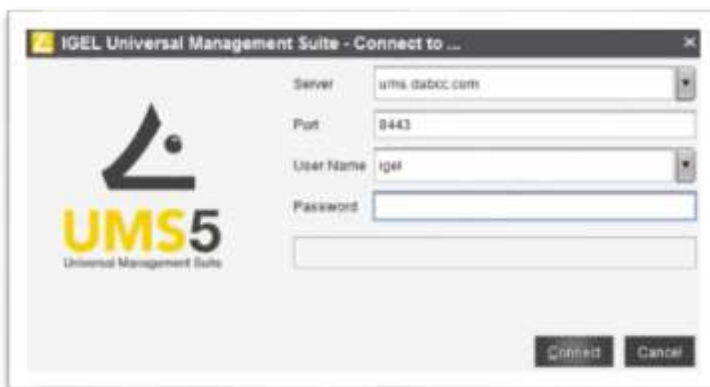 IGEL Universal Management Suite - Connect to ...
Server ums.dabcc.com
Port 8443
User Name igel
Password
UMS5
Universal Management Suite
Connect Cancel